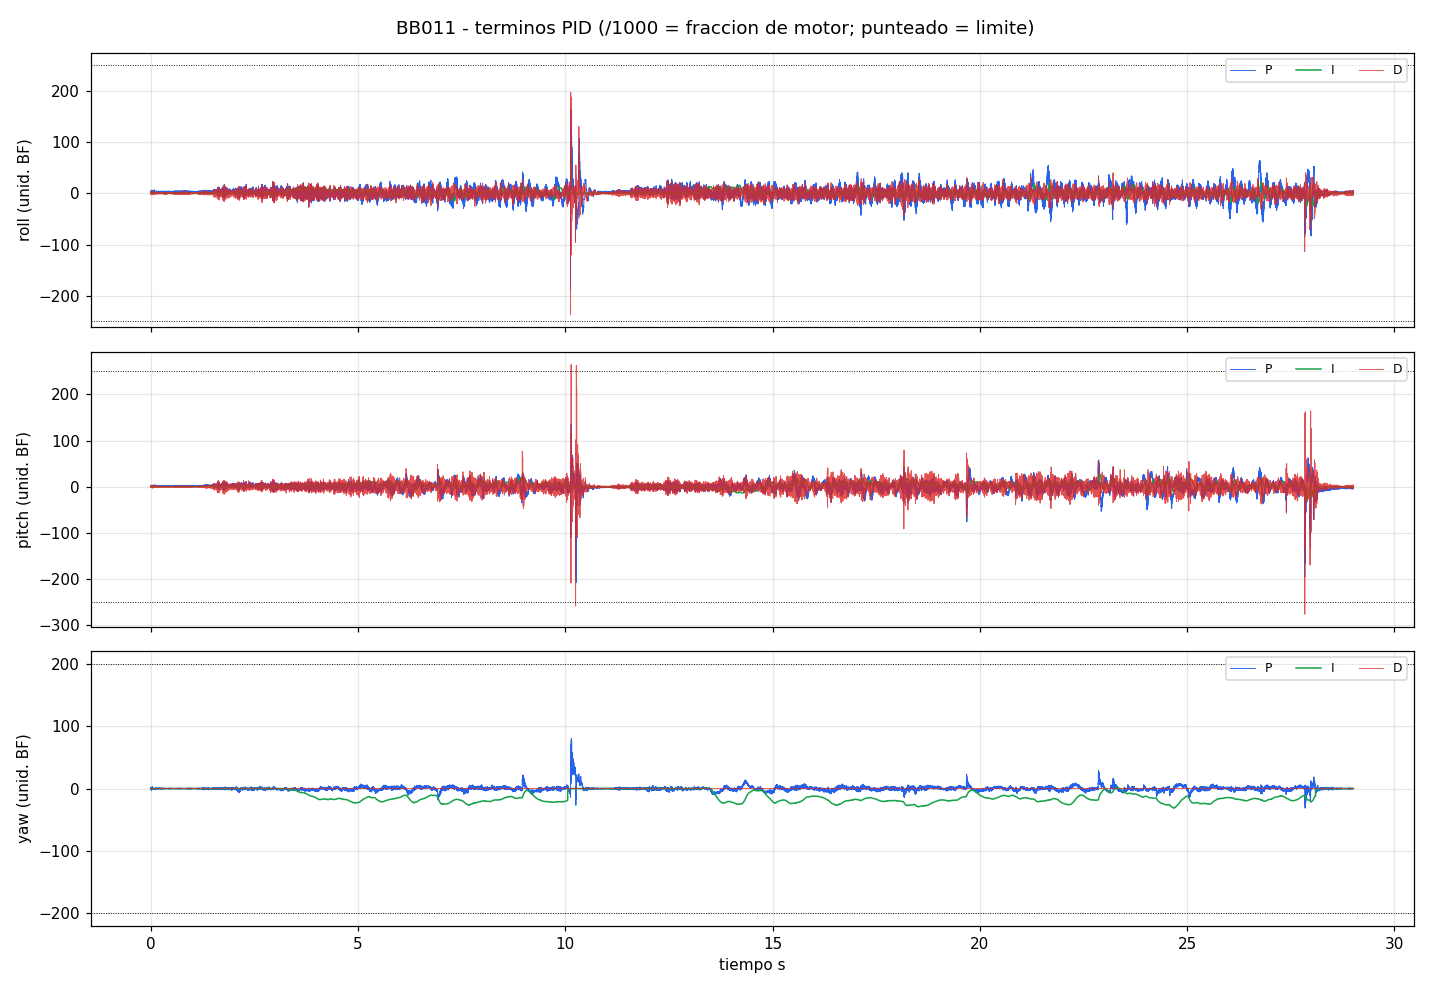 BB011 - terminos PID (/1000 = fraccion de motor; punteado = limite)
P I D
200
100
0
−100
−200
roll (unid. BF)
P I D
200
100
0
−100
−200
−300
pitch (unid. BF)
P I D
200
100
0
−100
−200
yaw (unid. BF)
0 5 10 15 20 25 30
tiempo s